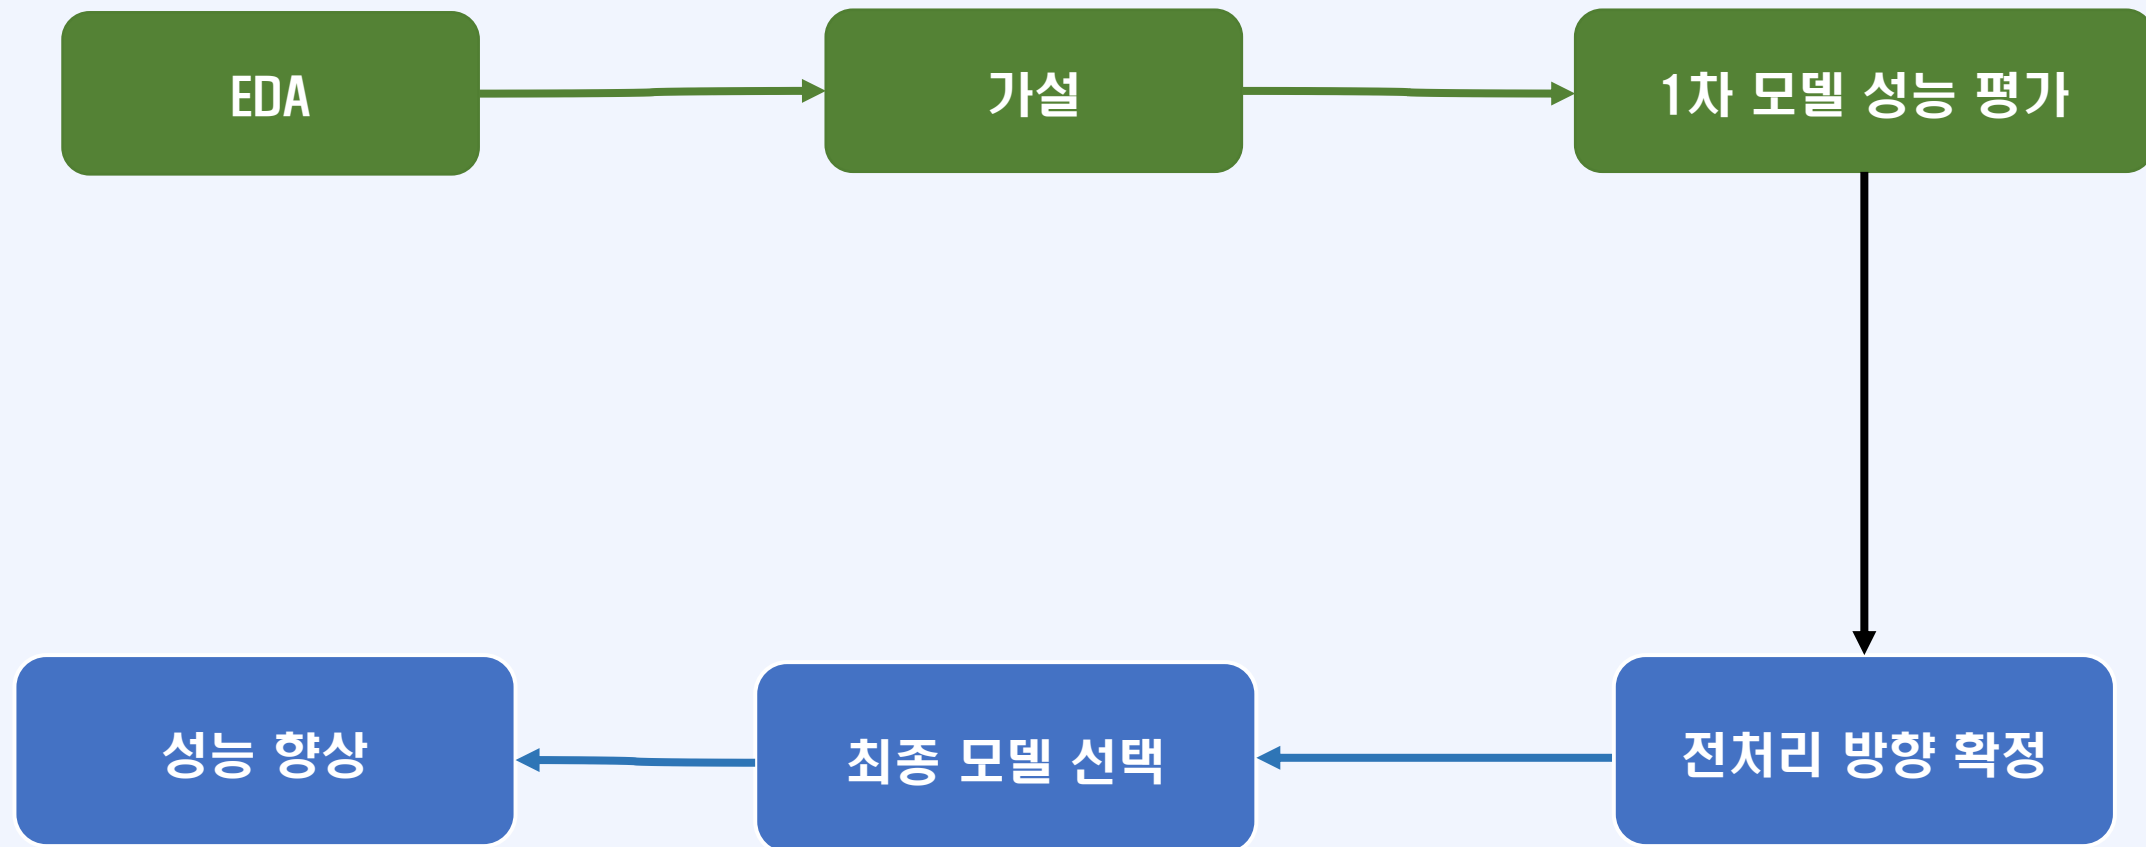 EDA
가설
1차 모델 성능 평가
성능 향상
최종 모델 선택
전처리 방향 확정